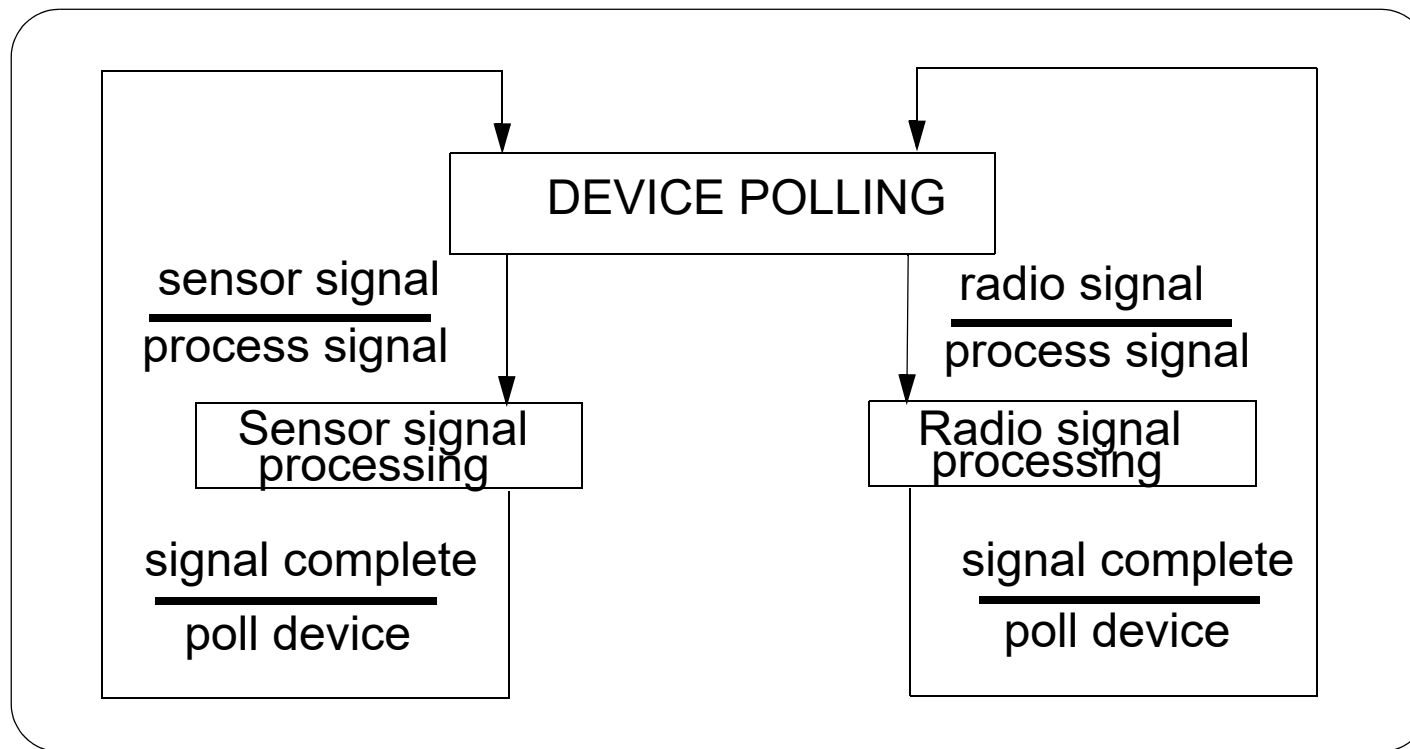 DEVICE POLLING
sensor signal
process signal
radio signal
process signal
Sensor signal
processing
Radio signal
processing
signal complete
poll device
signal complete
poll device